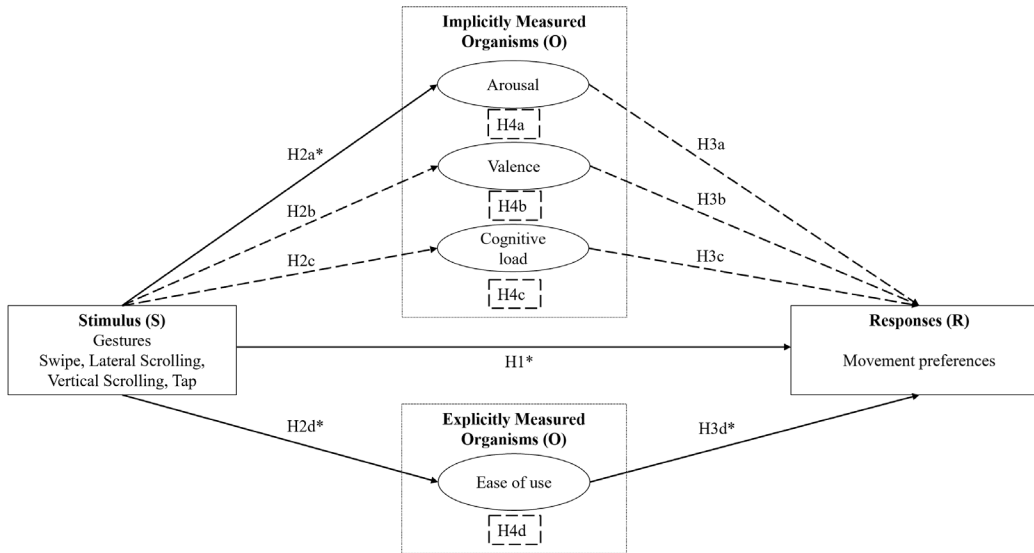 Implicitly Measured
Organisms (O)
Arousal
H4a
H2a*
H3a
Valence
H2b
H4b
H3b
Cognitive
load
H2c
H3c
H4c
Stimulus (S)
Gestures
Swipe, Lateral Scrolling,
Vertical Scrolling, Tap
Responses (R)
Movement preferences
H1*
Explicitly Measured
Organisms (O)
H2d*
H3d*
Ease of use
H4d